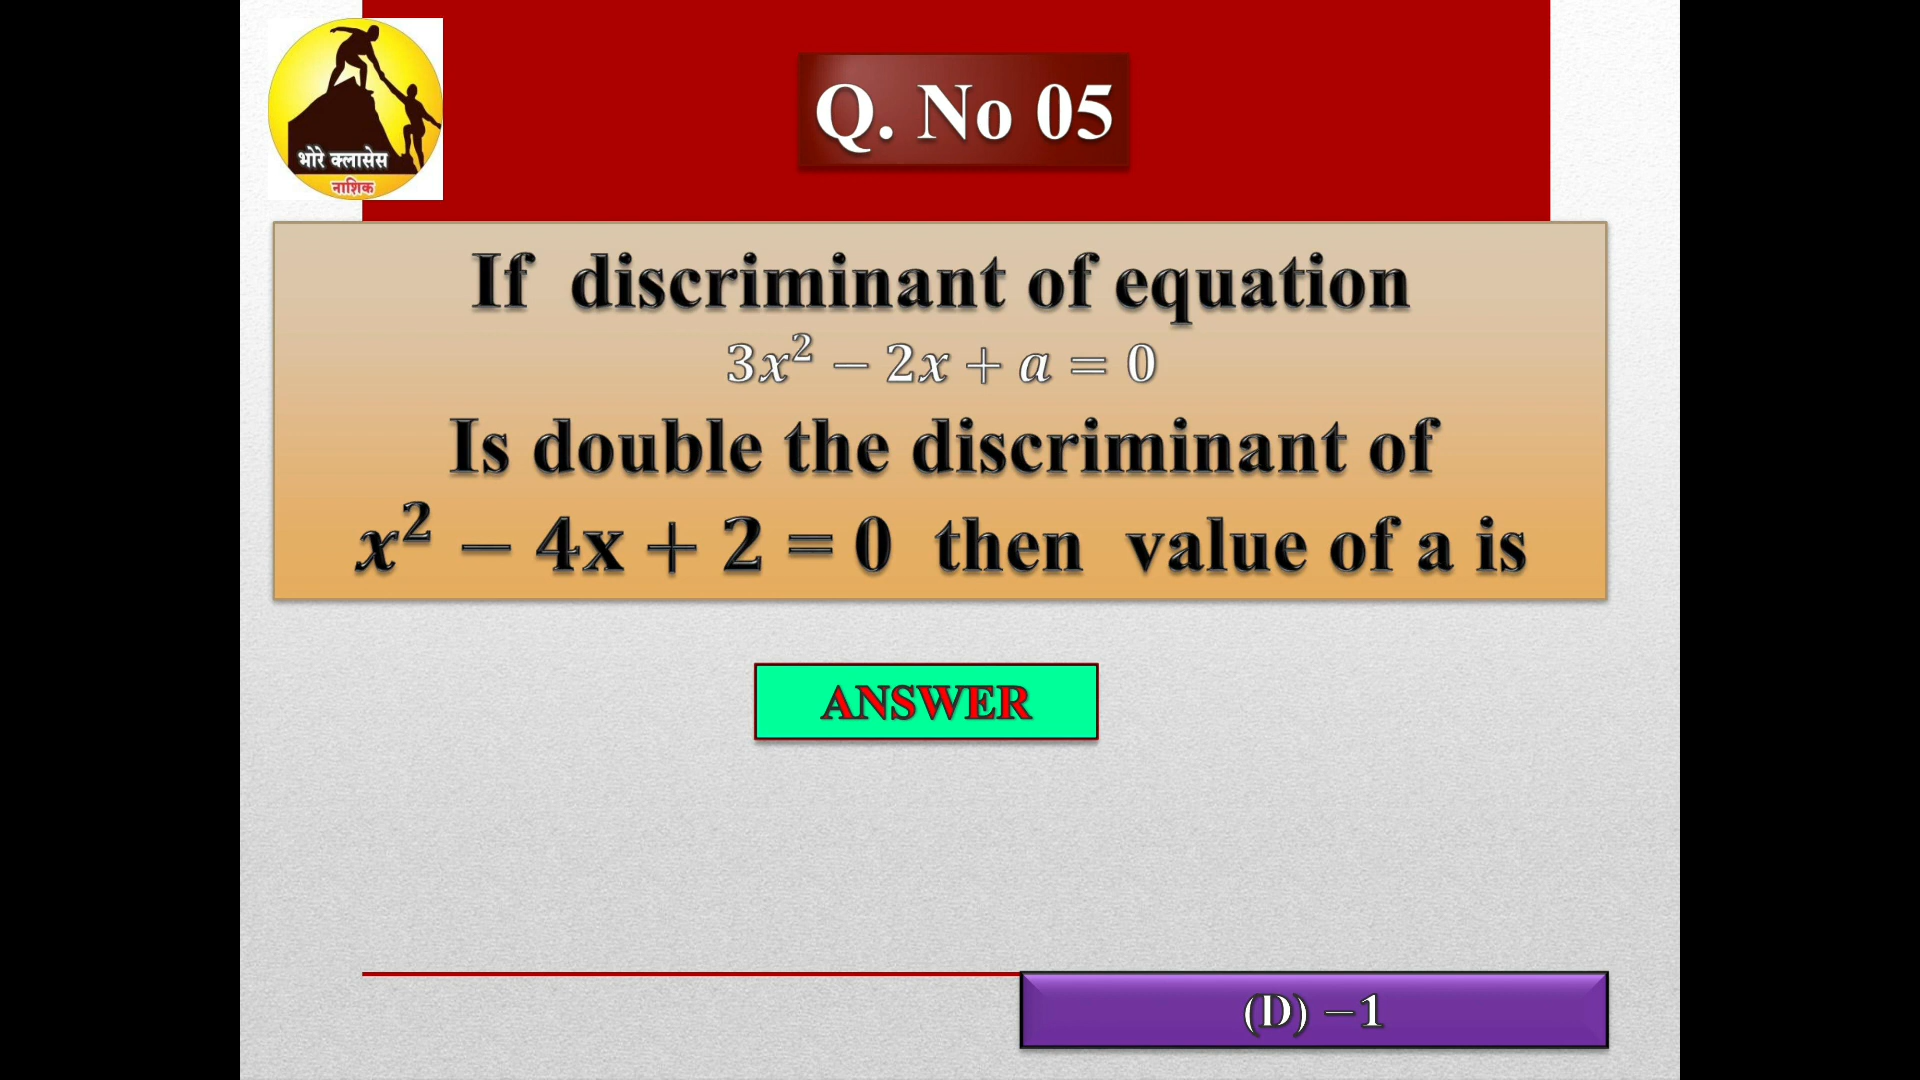 भोरे क्लासेस
नाशिक
Q. No 05
If discriminant of equation
3x² − 2x + a = 0
Is double the discriminant of
x² − 4x + 2 = 0 then value of a is
ANSWER
(D) −1